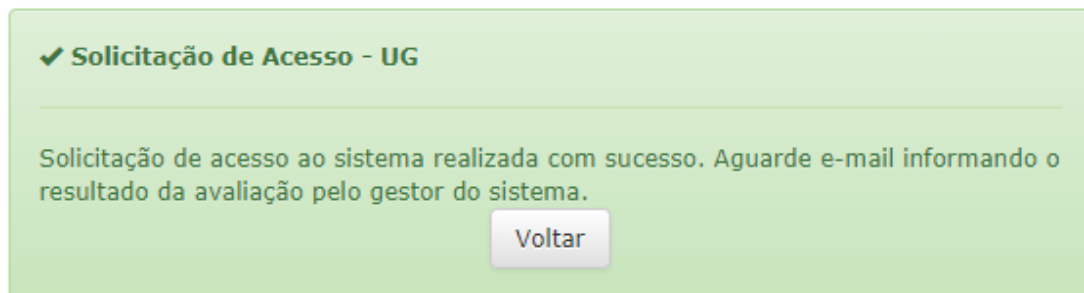 Solicitação de Acesso - UG
Solicitação de acesso ao sistema realizada com sucesso. Aguarde e-mail informando o
resultado da avaliação pelo gestor do sistema.
Voltar